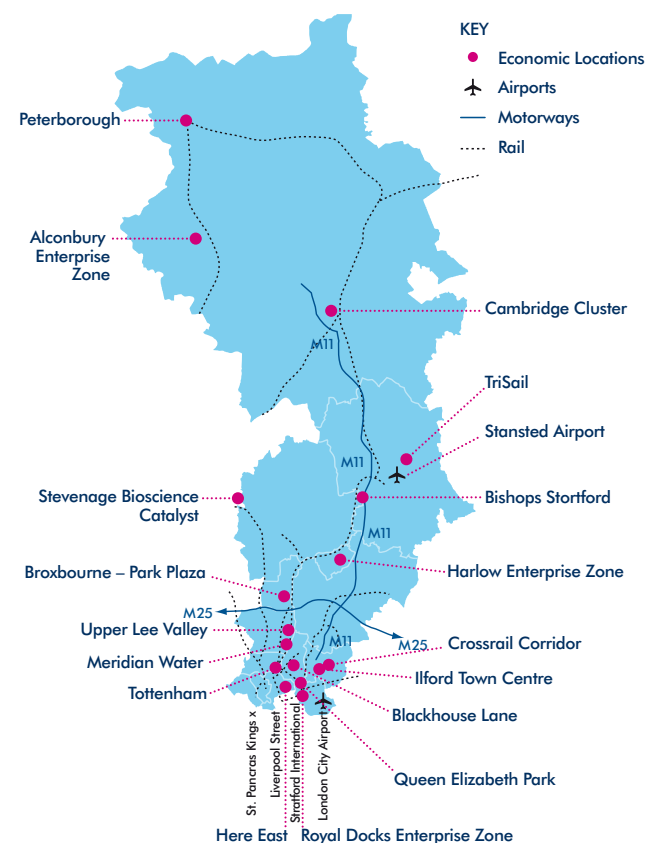 KEY
Economic Locations
Airports
Motorways
Rail
Peterborough
Alconbury
Enterprise
Zone
Cambridge Cluster
M11
TriSail
Stansted Airport
M11
Stevenage Bioscience
Catalyst
Bishops Stortford
M11
Broxbourne – Park Plaza
Harlow Enterprise Zone
M25
Upper Lee Valley
M11
M25
Crossrail Corridor
Meridian Water
Ilford Town Centre
Tottenham
Blackhouse Lane
St. Pancras Kings x
Liverpool Street
Stratford International
London City Airport
Queen Elizabeth Park
Here East
Royal Docks Enterprise Zone